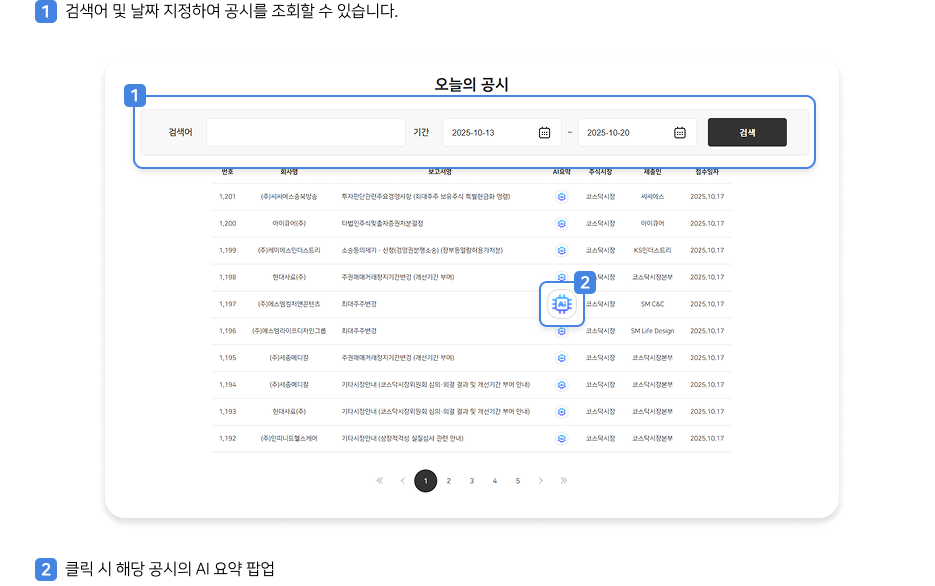 1 검색어 및 날짜 지정하여 공시를 조회할 수 있습니다.
오늘의 공시
1
검색어 기간 2025-10-13 ~ 2025-10-20 검색
번호 회사명 보고서명 AI요약 주식시장 제출인 접수일자
1,201 (주)씨씨에스충북방송 투자판단관련주요경영사항 (최대주주 보유주식 특별현금화 명령) 코스닥시장 씨씨에스 2025.10.17
1,200 아이큐어(주) 타법인주식및출자증권처분결정 코스닥시장 아이큐어 2025.10.17
1,199 (주)케이에스인더스트리 소송등의제기ㆍ신청(경영권분쟁소송) (장부등열람허용가처분) 코스닥시장 KS인더스트리 2025.10.17
1,198 현대사료(주) 주권매매거래정지기간변경 (개선기간 부여) 코스닥시장 코스닥시장본부 2025.10.17
2
1,197 (주)에스엠컬처앤콘텐츠 최대주주변경 Ai 코스닥시장 SM C&C 2025.10.17
1,196 (주)에스엠라이프디자인그룹 최대주주변경 코스닥시장 SM Life Design 2025.10.17
1,195 (주)세종메디칼 주권매매거래정지기간변경 (개선기간 부여) 코스닥시장 코스닥시장본부 2025.10.17
1,194 (주)세종메디칼 기타시장안내 (코스닥시장위원회 심의·의결 결과 및 개선기간 부여 안내) 코스닥시장 코스닥시장본부 2025.10.17
1,193 현대사료(주) 기타시장안내 (코스닥시장위원회 심의·의결 결과 및 개선기간 부여 안내) 코스닥시장 코스닥시장본부 2025.10.17
1,192 (주)인피니트헬스케어 기타시장안내 (상장적격성 실질심사 관련 안내) 코스닥시장 코스닥시장본부 2025.10.17
« ‹ 1 2 3 4 5 › »
2 클릭 시 해당 공시의 AI 요약 팝업